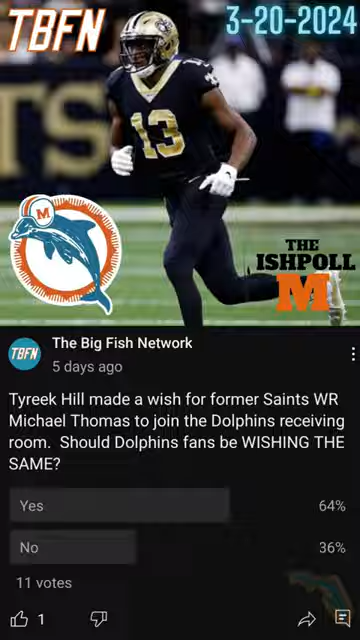 TBFN
3-20-2024
TS
13
M
THE
ISHPOLL
M
TBFN
The Big Fish Network
5 days ago
Tyreek Hill made a wish for former Saints WR
Michael Thomas to join the Dolphins receiving
room. Should Dolphins fans be WISHING THE
SAME?
Yes 64%
No 36%
11 votes
1